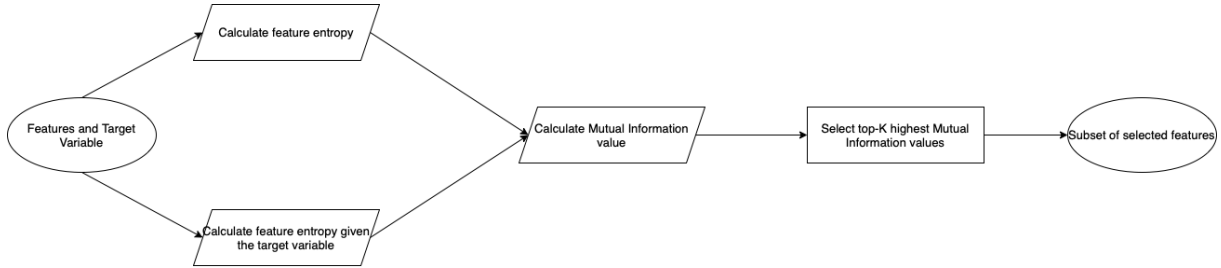 Calculate feature entropy
Features and Target
Variable
Calculate feature entropy given
the target variable
Calculate Mutual Information
value
Select top-K highest Mutual
Information values
Subset of selected features